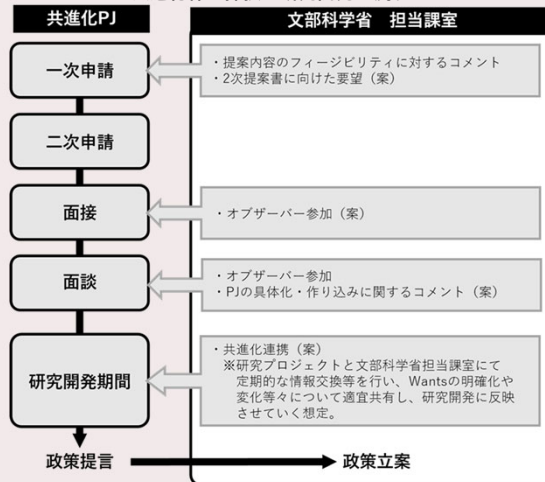 共進化PJ
文部科学省　担当課室
一次申請
・提案内容のフィージビリティに対するコメント
・2次提案書に向けた要望（案）
二次申請
面接
・オブザーバー参加（案）
面談
・オブザーバー参加
・PJの具体化・作り込みに関するコメント（案）
研究開発期間
・共進化連携（案）
※研究プロジェクトと文部科学省担当課室にて
定期的な情報交換等を行い、Wantsの明確化や
変化等々について適宜共有し、研究開発に反映
させていく想定。
政策提言
政策立案